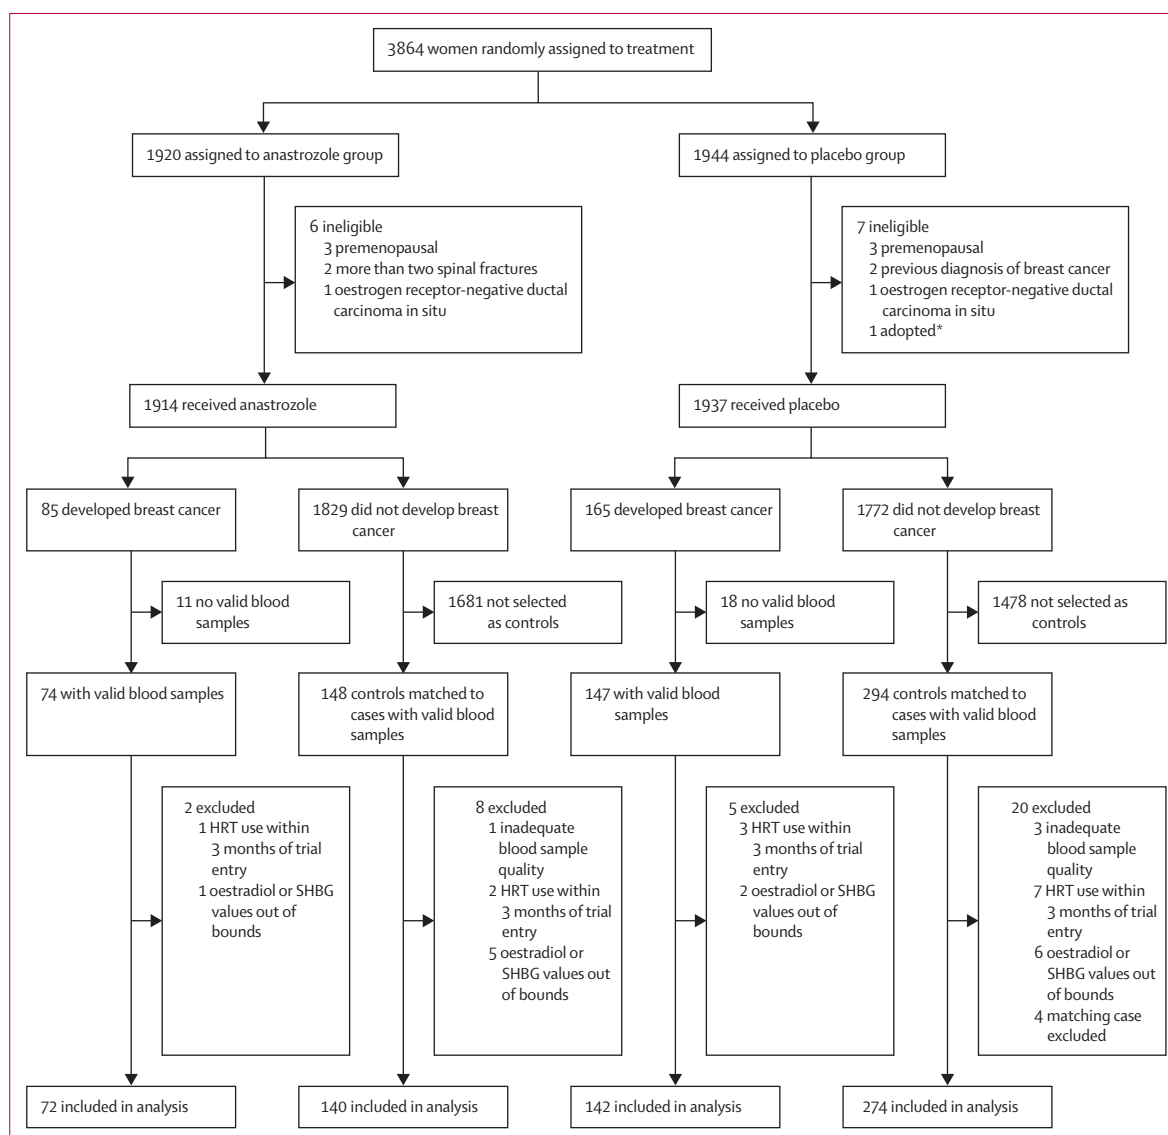 3864 women randomly assigned to treatment
1920 assigned to anastrozole group
1944 assigned to placebo group
6 ineligible
3 premenopausal
2 more than two spinal fractures
1 oestrogen receptor-negative ductal
carcinoma in situ
7 ineligible
3 premenopausal
2 previous diagnosis of breast cancer
1 oestrogen receptor-negative ductal
carcinoma in situ
1 adopted*
1914 received anastrozole
1937 received placebo
85 developed breast cancer
1829 did not develop breast
cancer
165 developed breast cancer
1772 did not develop breast
cancer
11 no valid blood
samples
1681 not selected
as controls
18 no valid blood
samples
1478 not selected as
controls
74 with valid blood samples
148 controls matched to
cases with valid blood
samples
147 with valid blood
samples
294 controls matched to
cases with valid blood
samples
2 excluded
1 HRT use within
3 months of trial
entry
1 oestradiol or SHBG
values out of
bounds
8 excluded
1 inadequate
blood sample
quality
2 HRT use within
3 months of trial
entry
5 oestradiol or
SHBG values out
of bounds
5 excluded
3 HRT use within
3 months of trial
entry
2 oestradiol or SHBG
values out of
bounds
20 excluded
3 inadequate
blood sample
quality
7 HRT use within
3 months of trial
entry
6 oestradiol or
SHBG values out
of bounds
4 matching case
excluded
72 included in analysis
140 included in analysis
142 included in analysis
274 included in analysis